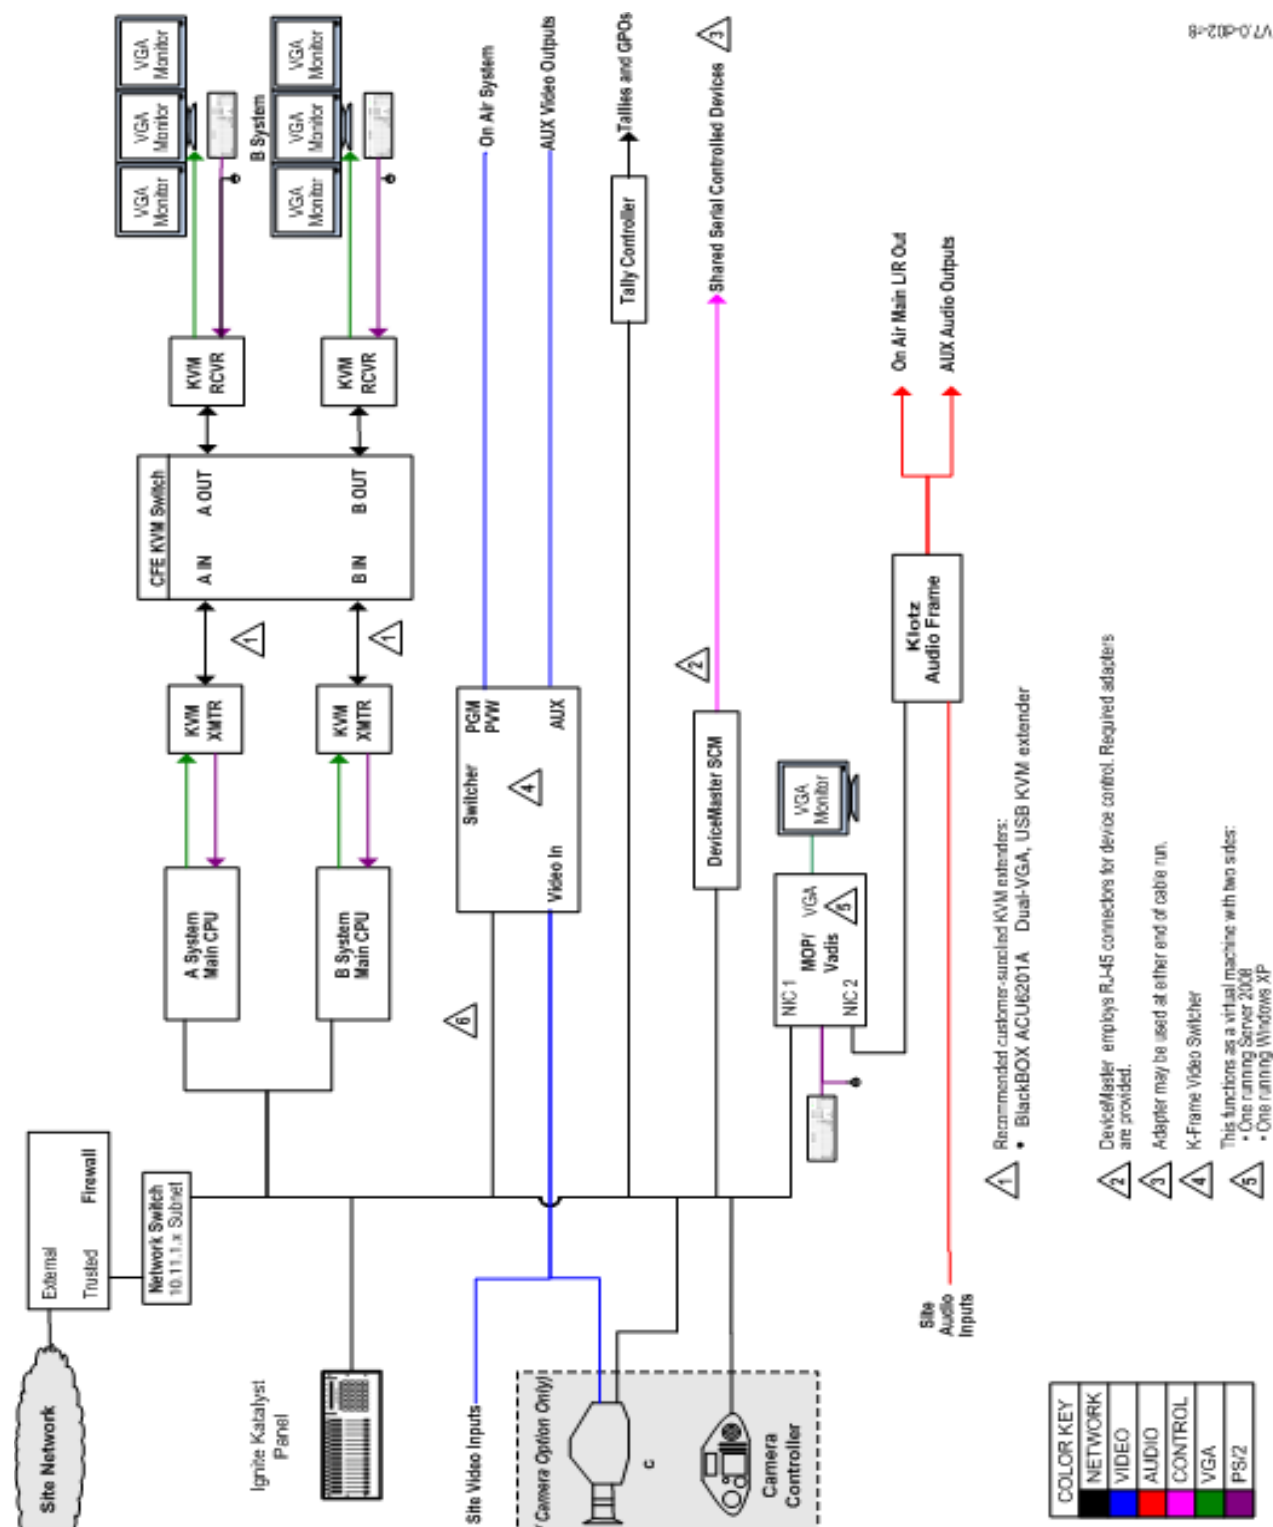 V7.0-d02-r8
Site Network
External
Trusted
Firewall
Network Switch
10.11.1.x Subnet
Ignite Katalyst
Panel
A System
Main CPU
B System
Main CPU
KVM
XMTR
KVM
XMTR
1
1
CFE KVM Switch
A IN
A OUT
B IN
B OUT
KVM
RCVR
KVM
RCVR
VGA
Monitor
VGA
Monitor
VGA
Monitor
B System
VGA
Monitor
VGA
Monitor
VGA
Monitor
Site Video Inputs
6
Switcher
PGM
PVW
4
Video In
AUX
On Air System
AUX Video Outputs
Camera Option Only)
C
Camera
Controller
Tally Controller
Tallies and GPOs
DeviceMaster SCM
2
Shared Serial Controlled Devices
3
VGA
Monitor
NIC 1
VGA
MOP/
Vadis
5
NIC 2
Site
Audio
Inputs
Klotz
Audio Frame
On Air Main L/R Out
AUX Audio Outputs
COLOR KEY
NETWORK
VIDEO
AUDIO
CONTROL
VGA
PS/2
1 Recommended customer-supplied KVM extenders:
• BlackBOX ACU6201A Dual-VGA, USB KVM extender
2 DeviceMaster employs RJ-45 connectors for device control. Required adapters
are provided.
3 Adapter may be used at either end of cable run.
4 K-Frame Video Switcher
5 This functions as a virtual machine with two sides:
• One running Server 2008
• One running Windows XP